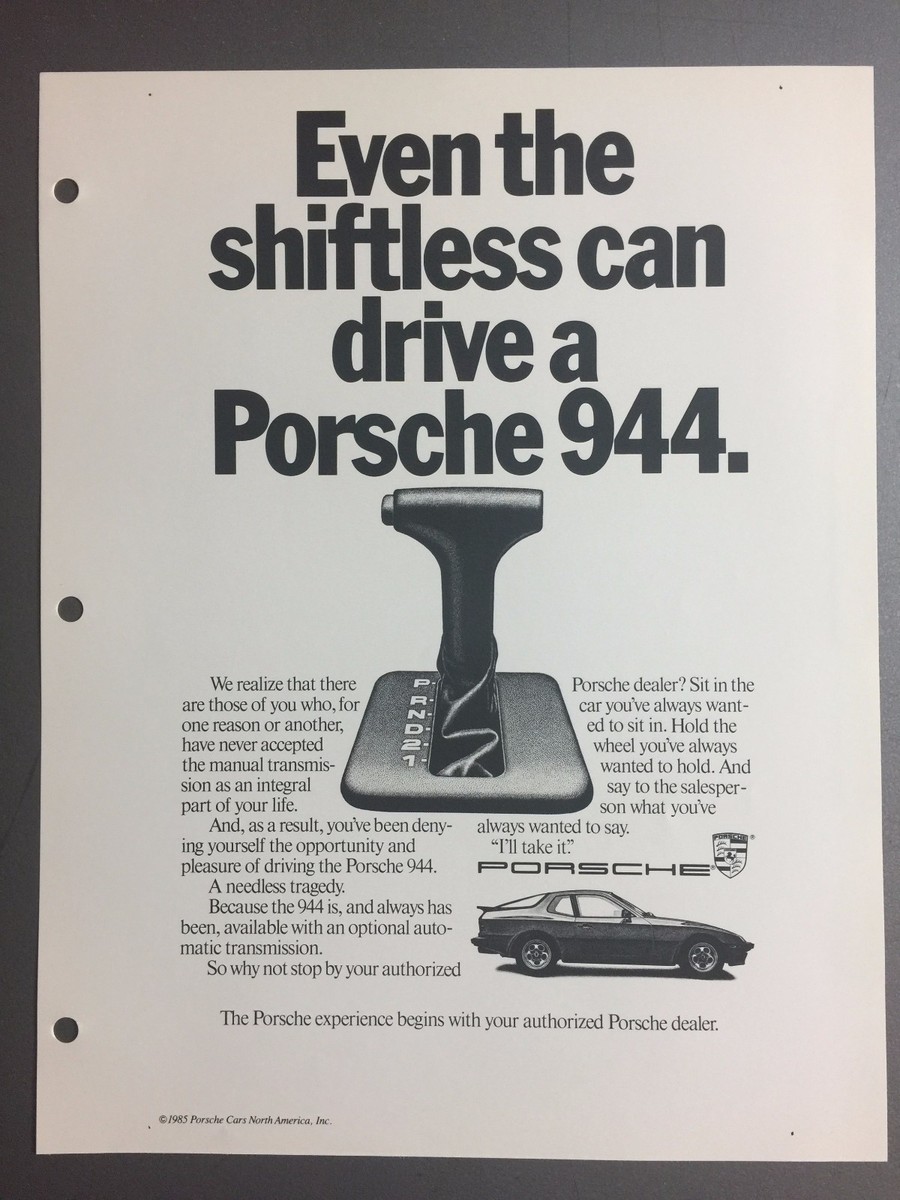 Even the
shiftless can
drive a
Porsche 944.
P
R
N
D
2
1
We realize that there
are those of you who, for
one reason or another,
have never accepted
the manual transmis-
sion as an integral
part of your life.
And, as a result, you've been deny-
ing yourself the opportunity and
pleasure of driving the Porsche 944.
A needless tragedy.
Because the 944 is, and always has
been, available with an optional auto-
matic transmission.
So why not stop by your authorized
Porsche dealer? Sit in the
car you've always want-
ed to sit in. Hold the
wheel you've always
wanted to hold. And
say to the salesper-
son what you've
always wanted to say.
“I'll take it.”
PORSCHE®
PORSCHE ®
The Porsche experience begins with your authorized Porsche dealer.
©1985 Porsche Cars North America, Inc.